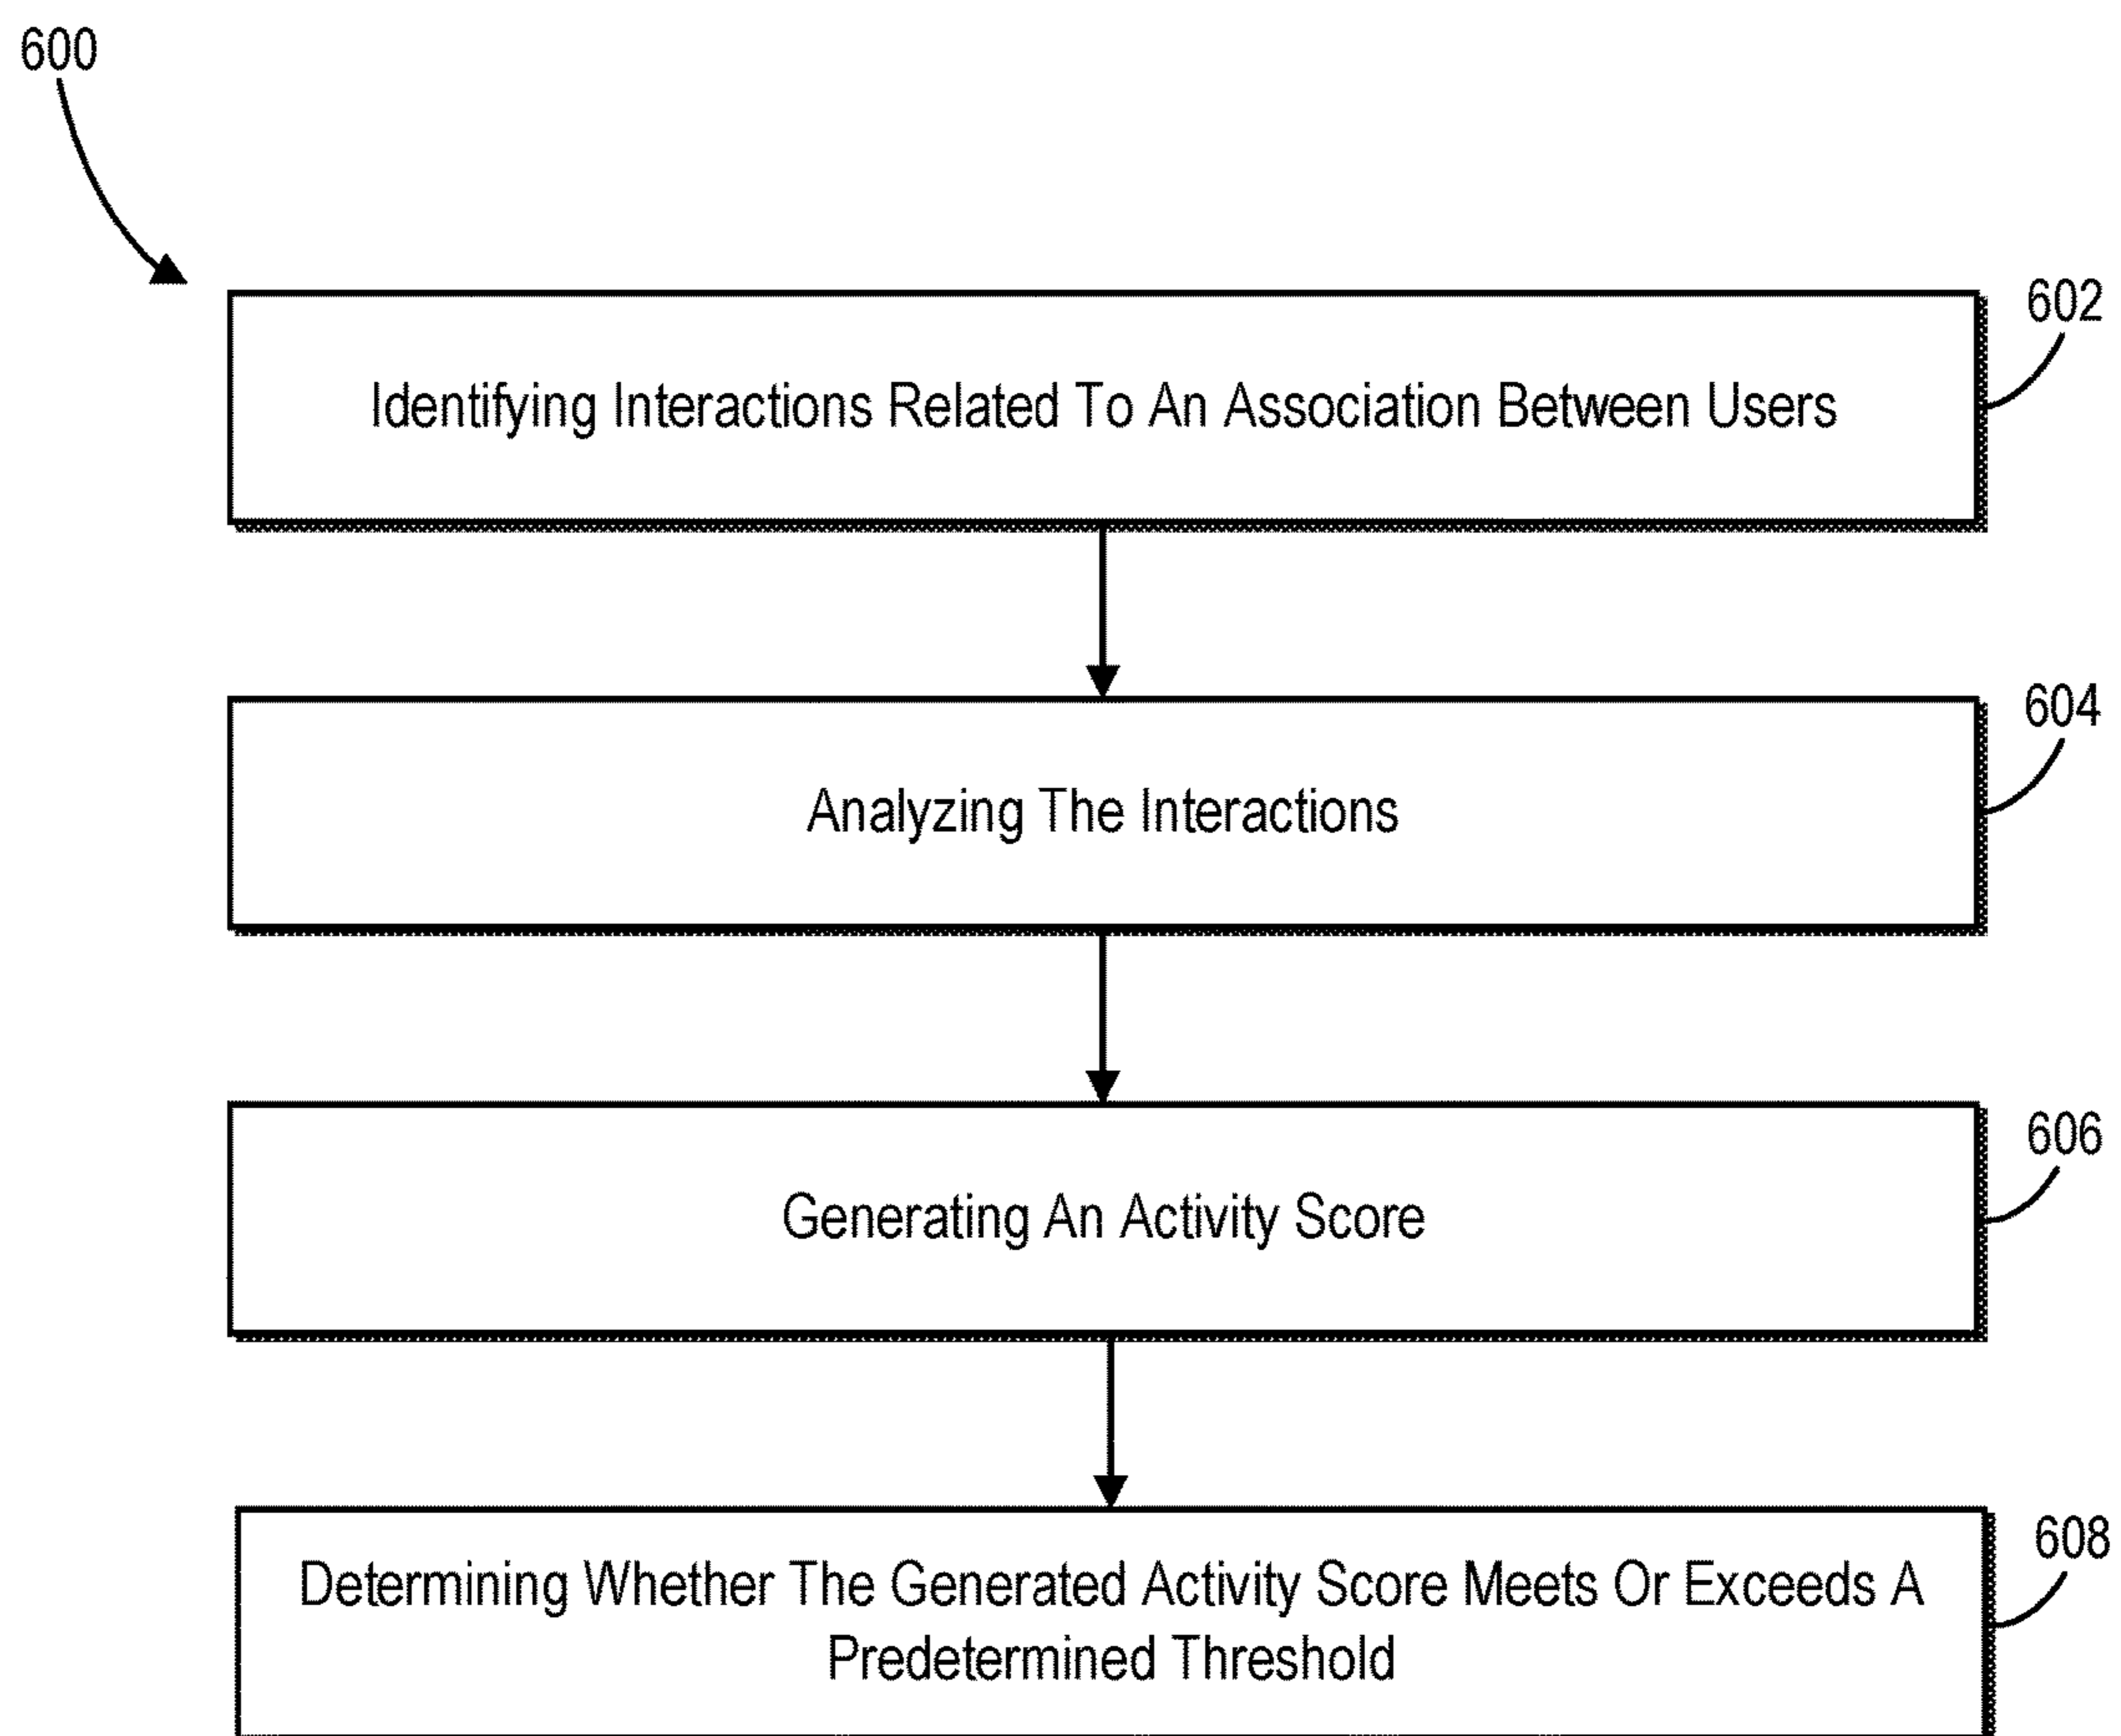 600
602
Identifying Interactions Related To An Association Between Users
604
Analyzing The Interactions
606
Generating An Activity Score
608
Determining Whether The Generated Activity Score Meets Or Exceeds A
Predetermined Threshold